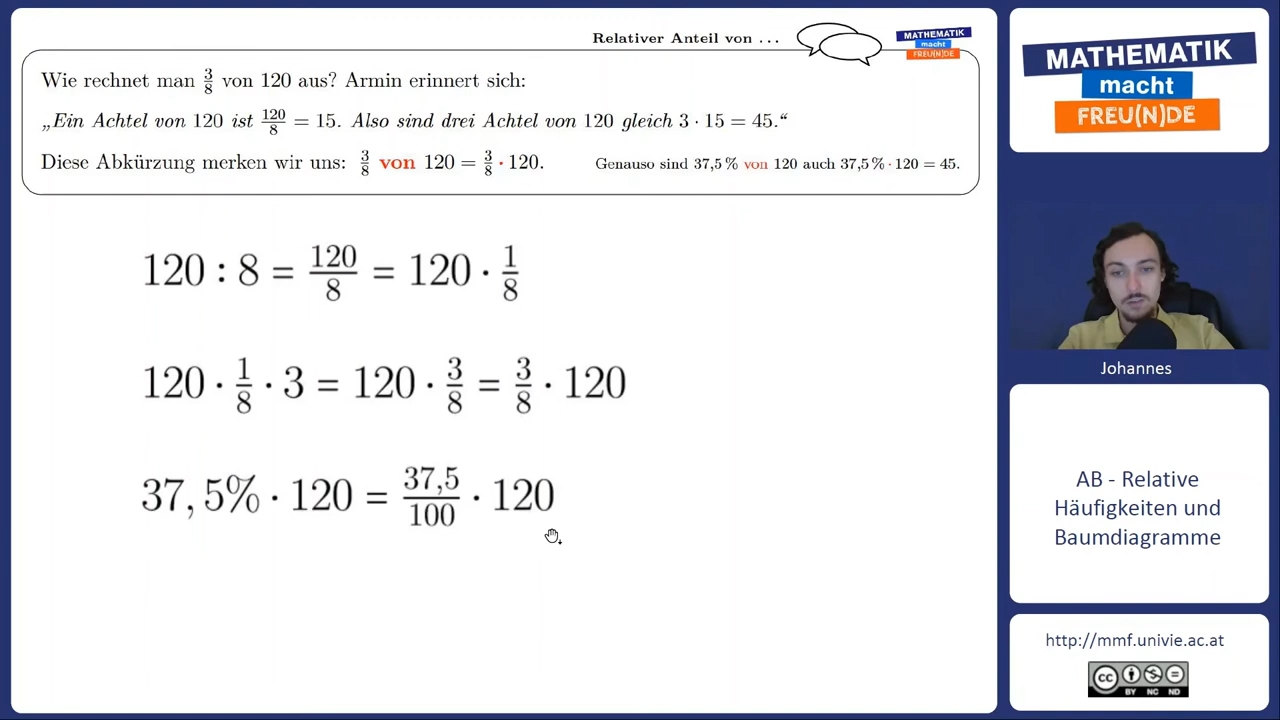 Relativer Anteil von ...
MATHEMATIK
macht
FREU(N)DE
Wie rechnet man 3/8 von 120 aus? Armin erinnert sich:
„Ein Achtel von 120 ist 120/8 = 15. Also sind drei Achtel von 120 gleich 3 · 15 = 45.“
Diese Abkürzung merken wir uns: 3/8 von 120 = 3/8 · 120.
Genauso sind 37,5 % von 120 auch 37,5 % · 120 = 45.
120 : 8 = 120/8 = 120 · 1/8
120 · 1/8 · 3 = 120 · 3/8 = 3/8 · 120
37, 5% · 120 = 37,5/100 · 120
MATHEMATIK
macht
FREU(N)DE
Johannes
AB - Relative
Häufigkeiten und
Baumdiagramme
http://mmf.univie.ac.at
CC
BY NC ND